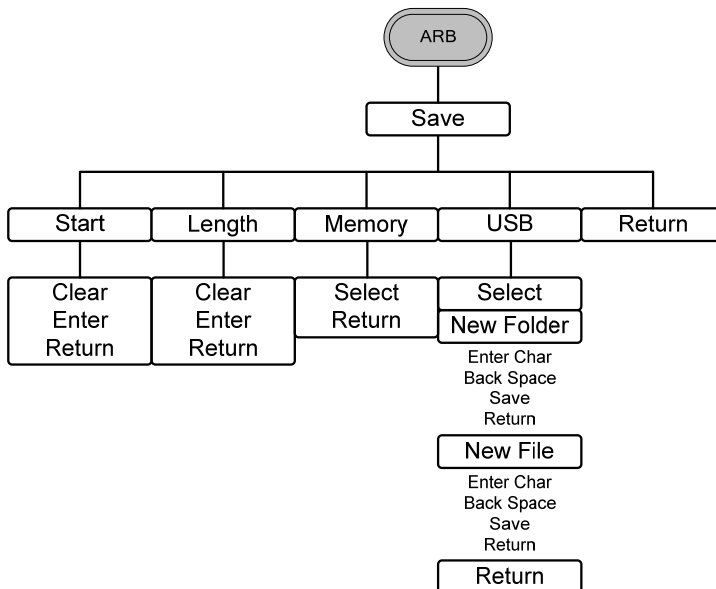 ARB
Save
Start
Length
Memory
USB
Return
Clear
Enter
Return
Clear
Enter
Return
Select
Return
Select
New Folder
Enter Char
Back Space
Save
Return
New File
Enter Char
Back Space
Save
Return
Return